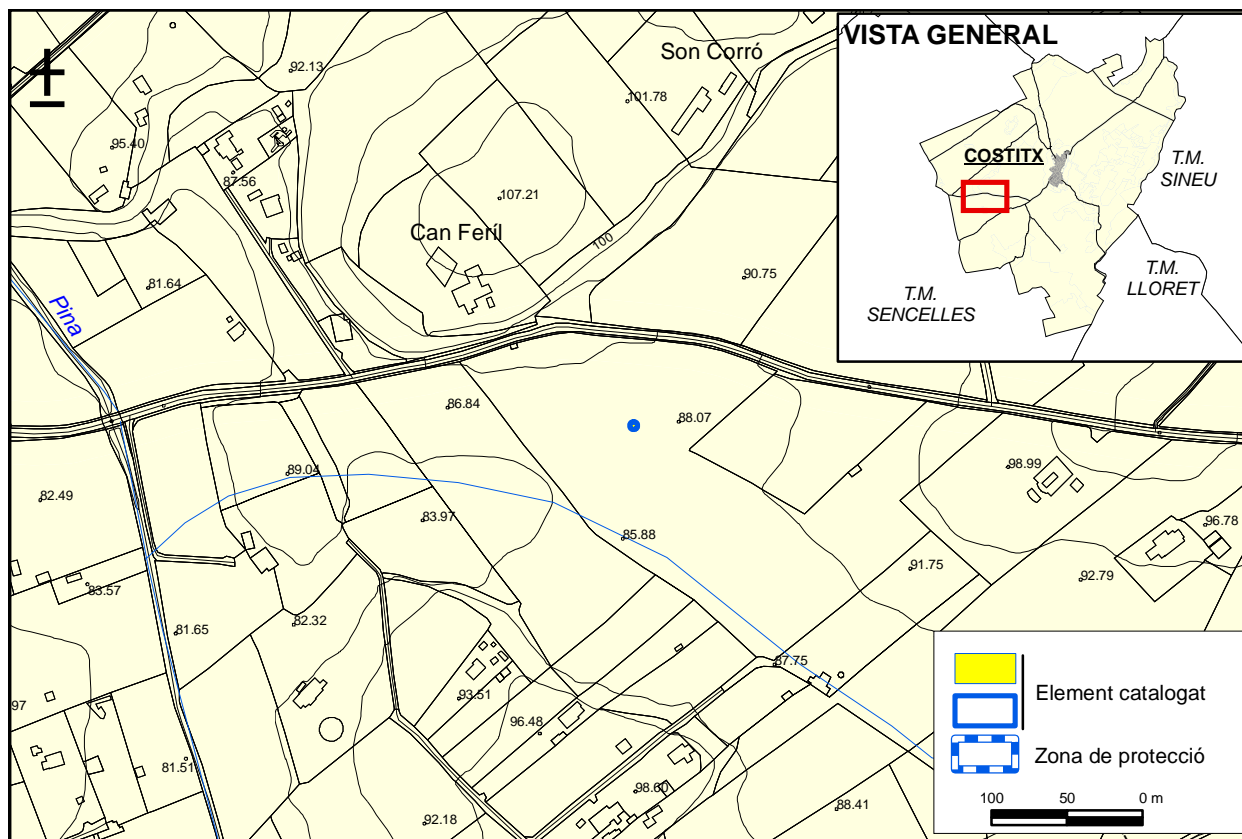 Son Corró
92.13
101.78
95.40
87.56
107.21
Can Feríl
100
90.75
81.64
Pina
86.84
88.07
89.04
82.49
98.99
83.97
96.78
85.88
91.75
92.79
83.57
81.65
82.32
87.75
93.51
97
96.48
81.51
98.60
88.41
92.18
VISTA GENERAL
COSTITX
T.M.
SINEU
T.M.
LLORET
T.M.
SENCELLES
Element catalogat
Zona de protecció
100 50 0 m